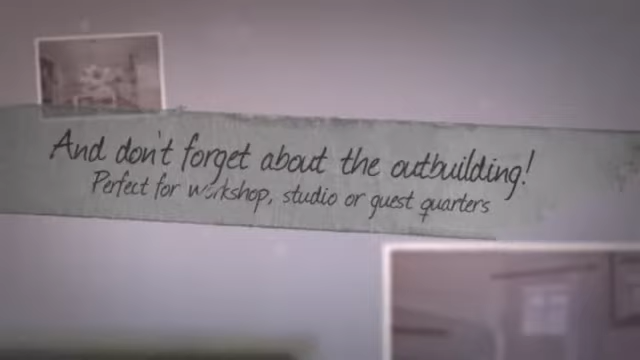 And don't forget about the outbuilding!
Perfect for workshop, studio or guest quarters